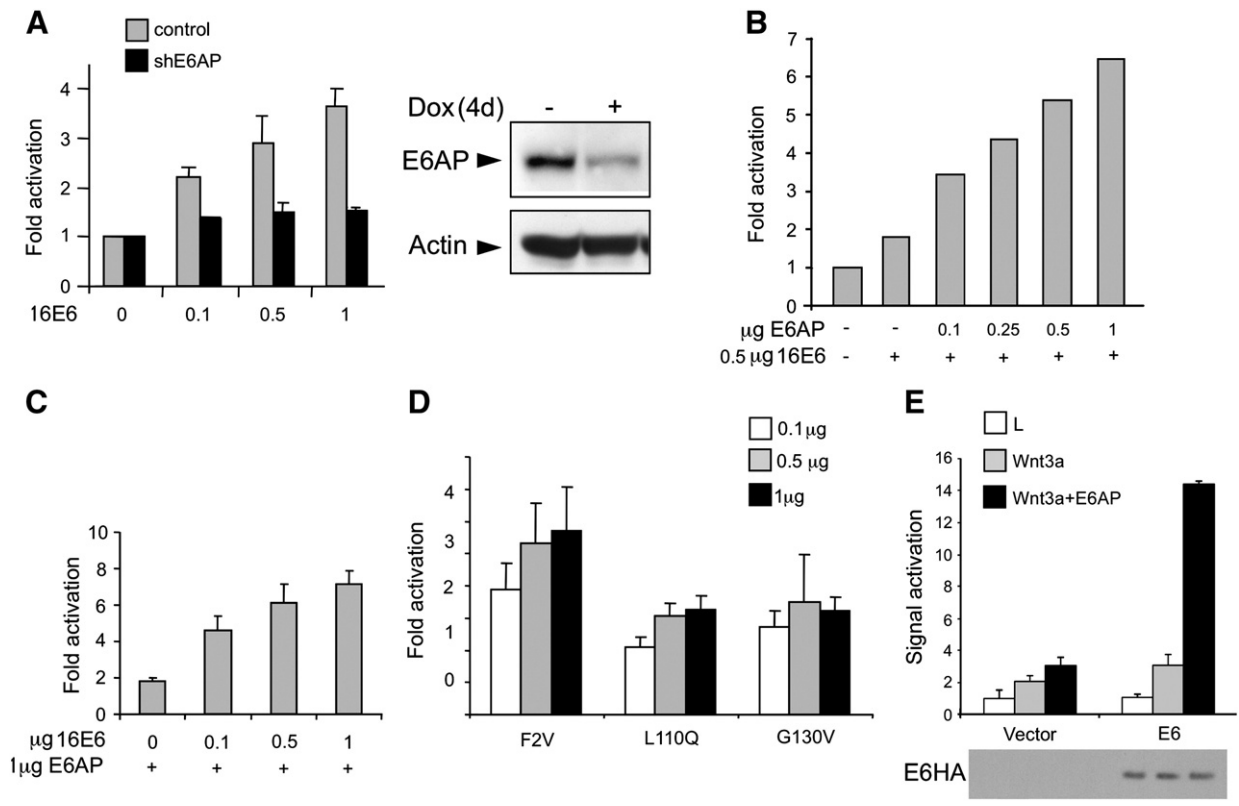 A
control
shE6AP
Fold activation
4
3
2
1
0
16E6 0 0.1 0.5 1
Dox (4d) - +
E6AP
Actin
B
Fold activation
7
6
5
4
3
2
1
0
μg E6AP - - 0.1 0.25 0.5 1
0.5 μg 16E6 - + + + + +
C
Fold activation
10
8
6
4
2
0
μg 16E6 0 0.1 0.5 1
1μg E6AP + + + +
D
0.1μg
0.5 μg
1μg
Fold activation
4
3
2
1
0
F2V L110Q G130V
E
L
Wnt3a
Wnt3a+E6AP
Signal activation
16
14
12
10
8
6
4
2
0
Vector E6
E6HA